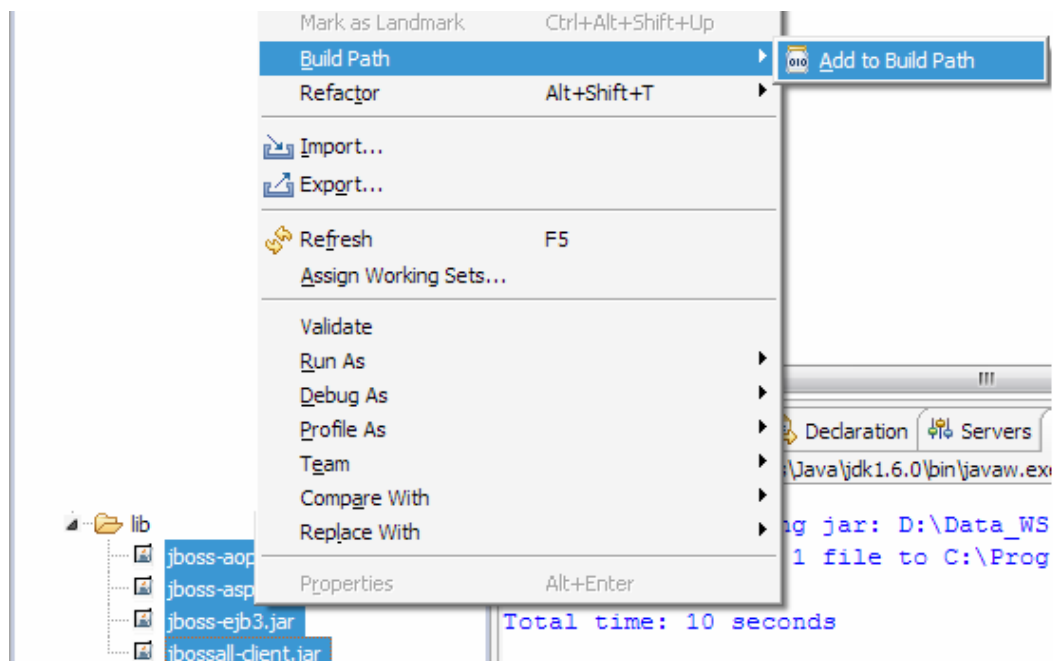 Mark as Landmark Ctrl+Alt+Shift+Up
Build Path
Add to Build Path
Refactor Alt+Shift+T
Import...
Export...
Refresh F5
Assign Working Sets...
Validate
Run As
Debug As
Profile As
Team
Compare With
Replace With
Properties Alt+Enter
Declaration Servers
\Java\jdk1.6.0\bin\javaw.exe
ng jar: D:\Data_WS
1 file to C:\Prog
Total time: 10 seconds
lib
jboss-aop
jboss-asp
jboss-ejb3.jar
jbossall-client.jar